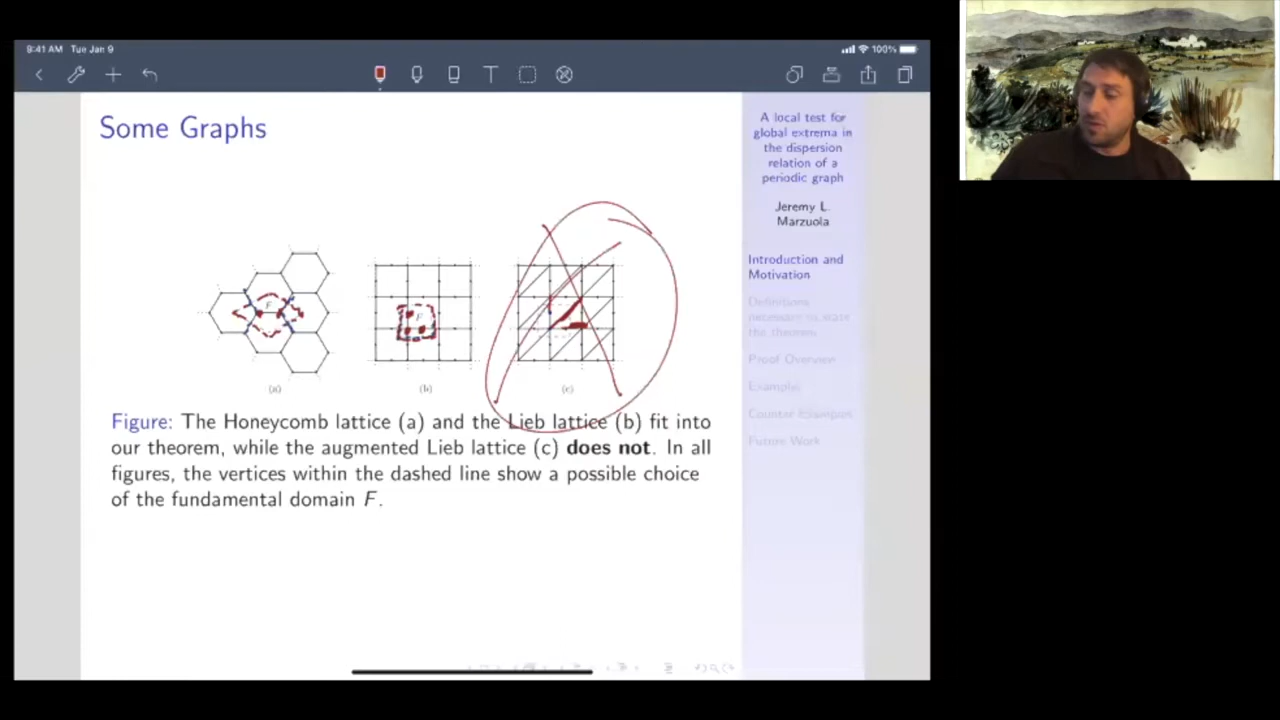 9:41 AM Tue Jan 9
100%
Some Graphs
F
F
(a)
(b)
(c)
Figure: The Honeycomb lattice (a) and the Lieb lattice (b) fit into
our theorem, while the augmented Lieb lattice (c) does not. In all
figures, the vertices within the dashed line show a possible choice
of the fundamental domain F.
A local test for
global extrema in
the dispersion
relation of a
periodic graph
Jeremy L.
Marzuola
Introduction and
Motivation
Definitions
necessary to state
the theorem
Proof Overview
Examples
Counter Examples
Future Work